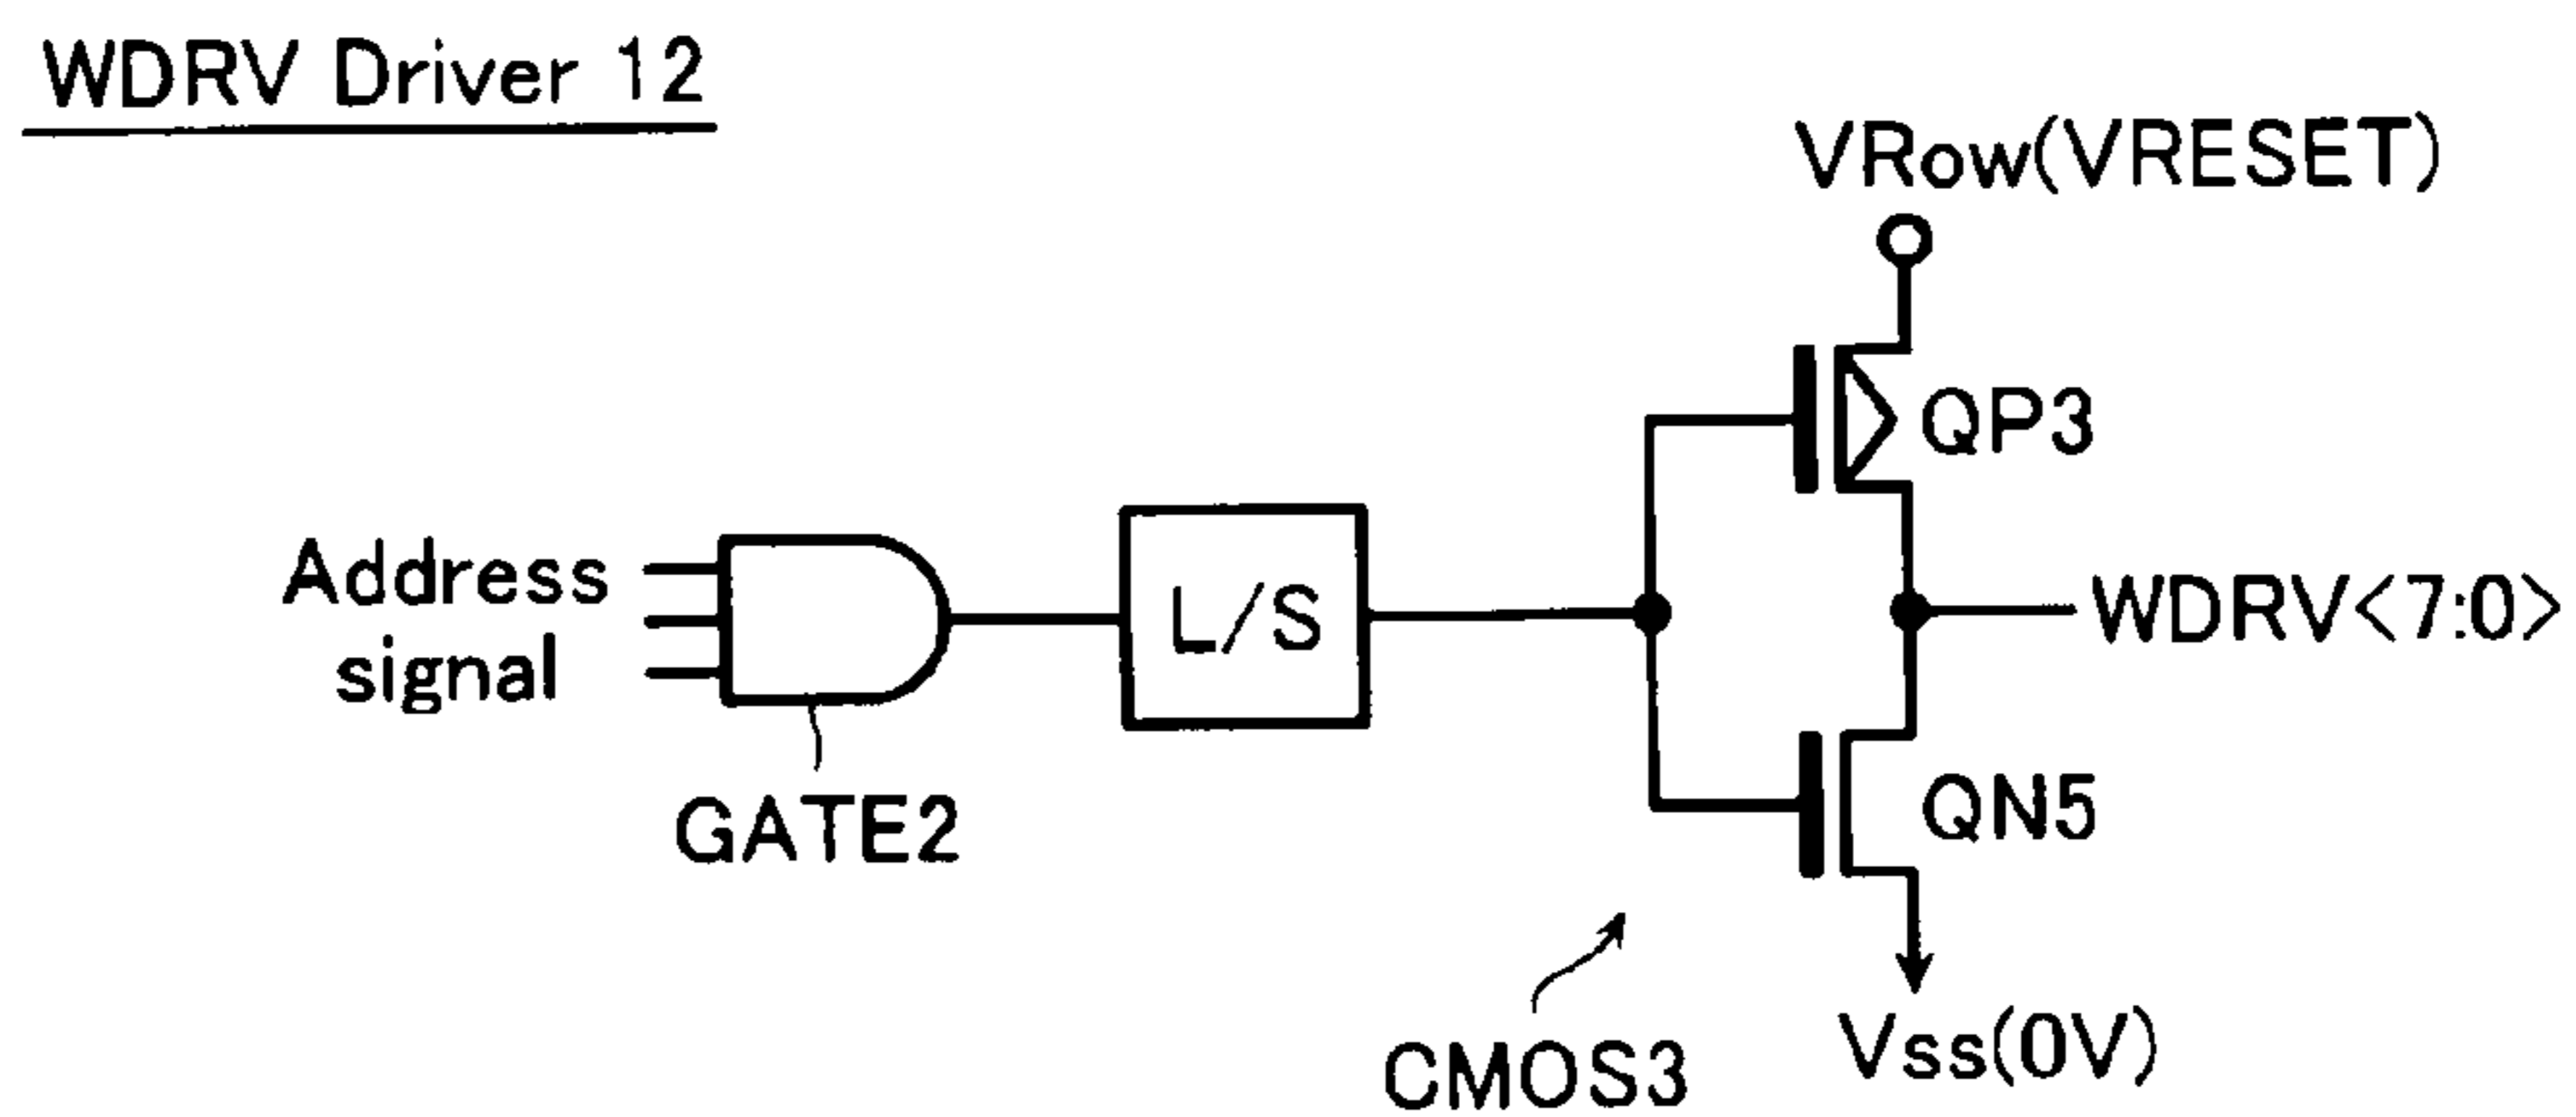 WDRV Driver 12
VRow(VRESET)
QP3
Address
signal
L/S
WDRV<7:0>
GATE2
QN5
CMOS3
Vss(0V)